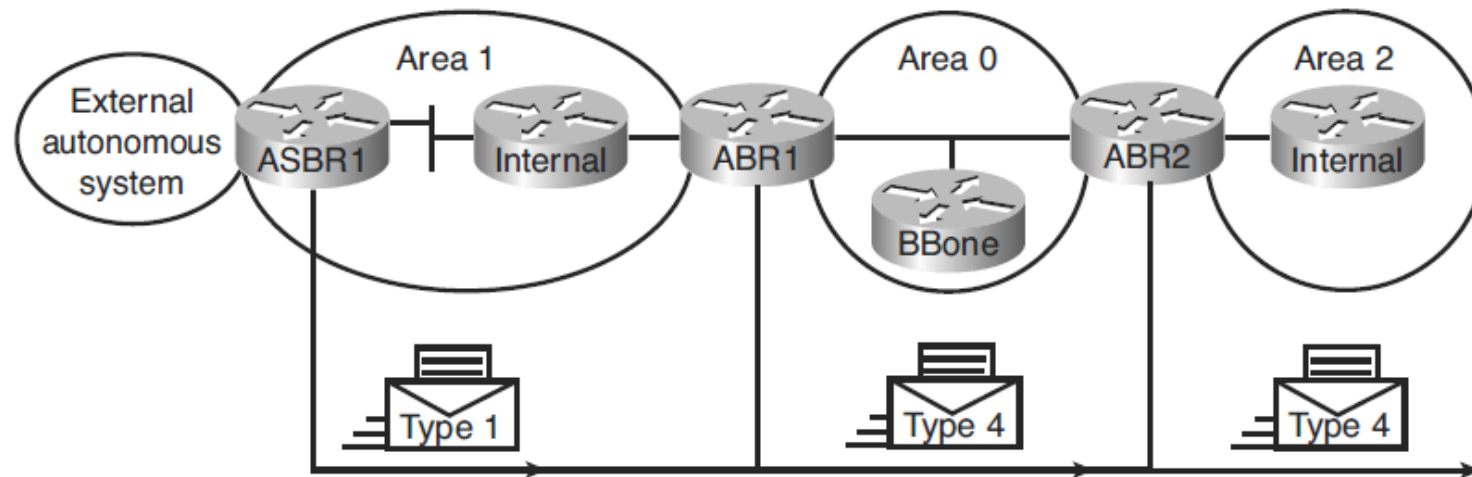 External
autonomous
system
Area 1
Area 0
Area 2
ASBR1
Internal
ABR1
BBone
ABR2
Internal
Type 1
Type 4
Type 4